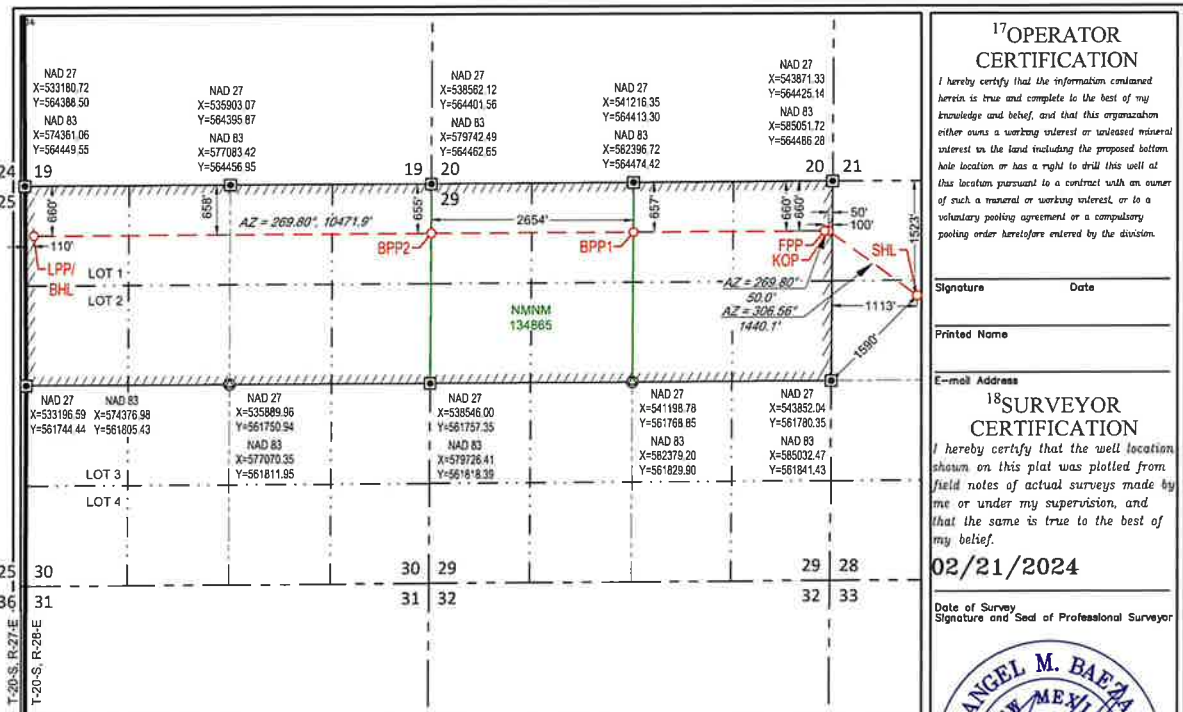 NAD 27
X=533180.72
Y=564388.50
NAD 83
X=574361.06
Y=564449.55
NAD 27
X=535903.07
Y=564395.87
NAD 83
X=577083.42
Y=564456.95
NAD 27
X=538562.12
Y=564401.56
NAD 83
X=579742.49
Y=564462.65
NAD 27
X=541216.35
Y=564413.30
NAD 83
X=582396.72
Y=564474.42
NAD 27
X=543871.33
Y=564425.14
NAD 83
X=585051.72
Y=564486.28
24 19
19 20
20 21
25
29
660'
658'
AZ = 269.80°, 10471.9'
655'
2654'
657'
660'
660'
50'
100'
1523'
110'
LPP/
BHL
LOT 1
LOT 2
BPP2
BPP1
FPP
KOP
SHL
AZ = 269.80°
50.0'
AZ = 306.56°
1440.1'
1113'
1590'
NMNM
134865
NAD 27
X=533196.59
Y=561744.44
NAD 83
X=574376.98
Y=561805.43
NAD 27
X=535889.96
Y=561750.94
NAD 83
X=577070.35
Y=561811.95
NAD 27
X=538546.00
Y=561757.35
NAD 83
X=579726.41
Y=561818.39
NAD 27
X=541198.78
Y=561768.85
NAD 83
X=582379.20
Y=561829.90
NAD 27
X=543852.04
Y=561780.35
NAD 83
X=585032.47
Y=561841.43
LOT 3
LOT 4
25 30
30 29
29 28
36 31
31 32
32 33
T-20-S, R-27-E
T-20-S, R-28-E
17OPERATOR
CERTIFICATION
I hereby certify that the information contained
herein is true and complete to the best of my
knowledge and belief, and that this organization
either owns a working interest or unleased mineral
interest in the land including the proposed bottom
hole location or has a right to drill this well at
this location pursuant to a contract with an owner
of such a mineral or working interest, or to a
voluntary pooling agreement or a compulsory
pooling order heretofore entered by the division.
Signature Date
Printed Name
E-mail Address
18SURVEYOR
CERTIFICATION
I hereby certify that the well location
shown on this plat was plotted from
field notes of actual surveys made by
me or under my supervision, and
that the same is true to the best of
my belief.
02/21/2024
Date of Survey
Signature and Seal of Professional Surveyor
ANGEL M. BAEZA